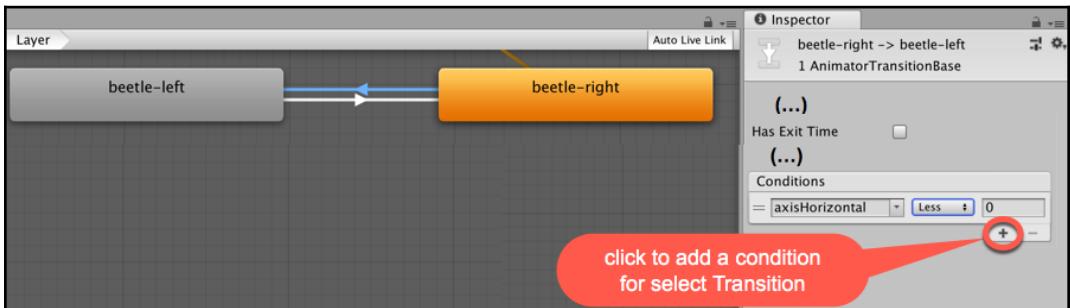 Inspector
Layer
Auto Live Link
beetle-right -> beetle-left
1 AnimatorTransitionBase
beetle-left
beetle-right
(...)
Has Exit Time
(...)
Conditions
= axisHorizontal Less 0
+ -
click to add a condition
for select Transition